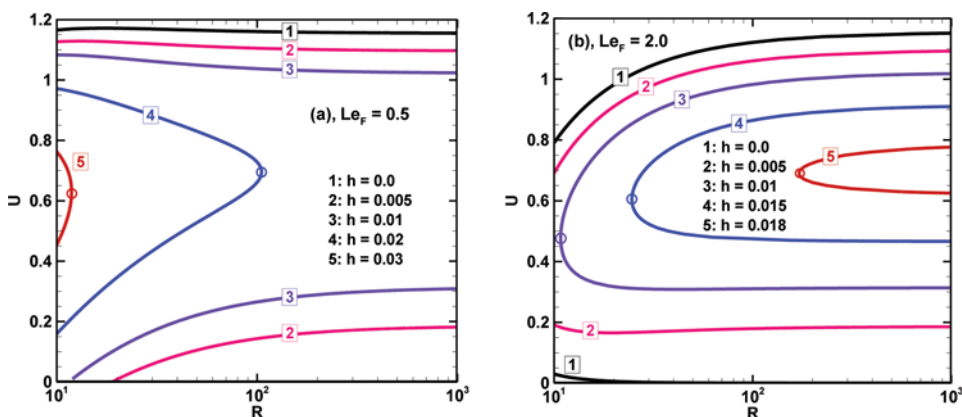 1.2
1
0.8
0.6
0.4
0.2
0
U
10¹
10²
10³
R
(a), Le_F = 0.5
1
2
3
4
5
3
2
1: h = 0.0
2: h = 0.005
3: h = 0.01
4: h = 0.02
5: h = 0.03
1.2
1
0.8
0.6
0.4
0.2
0
U
10¹
10²
10³
R
(b), Le_F = 2.0
1
2
3
4
5
2
1
1: h = 0.0
2: h = 0.005
3: h = 0.01
4: h = 0.015
5: h = 0.018